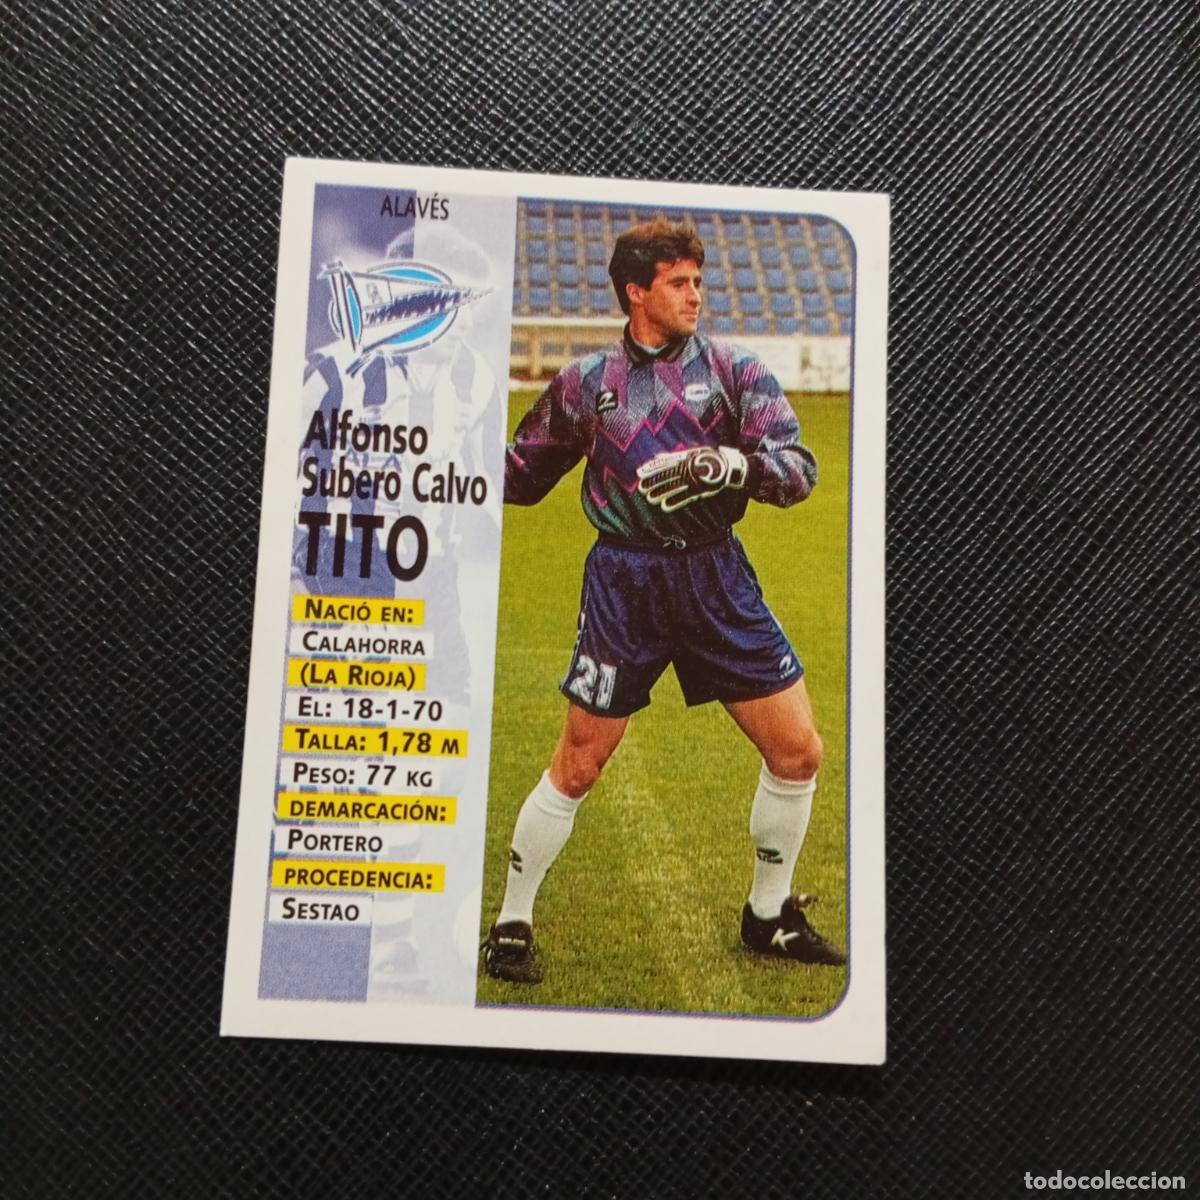 ALAVÉS
Alfonso
Subero Calvo
TITO
NACIÓ EN:
CALAHORRA
(LA RIOJA)
EL: 18-1-70
TALLA: 1,78 M
PESO: 77 KG
DEMARCACIÓN:
PORTERO
PROCEDENCIA:
SESTAO
21
todocoleccion